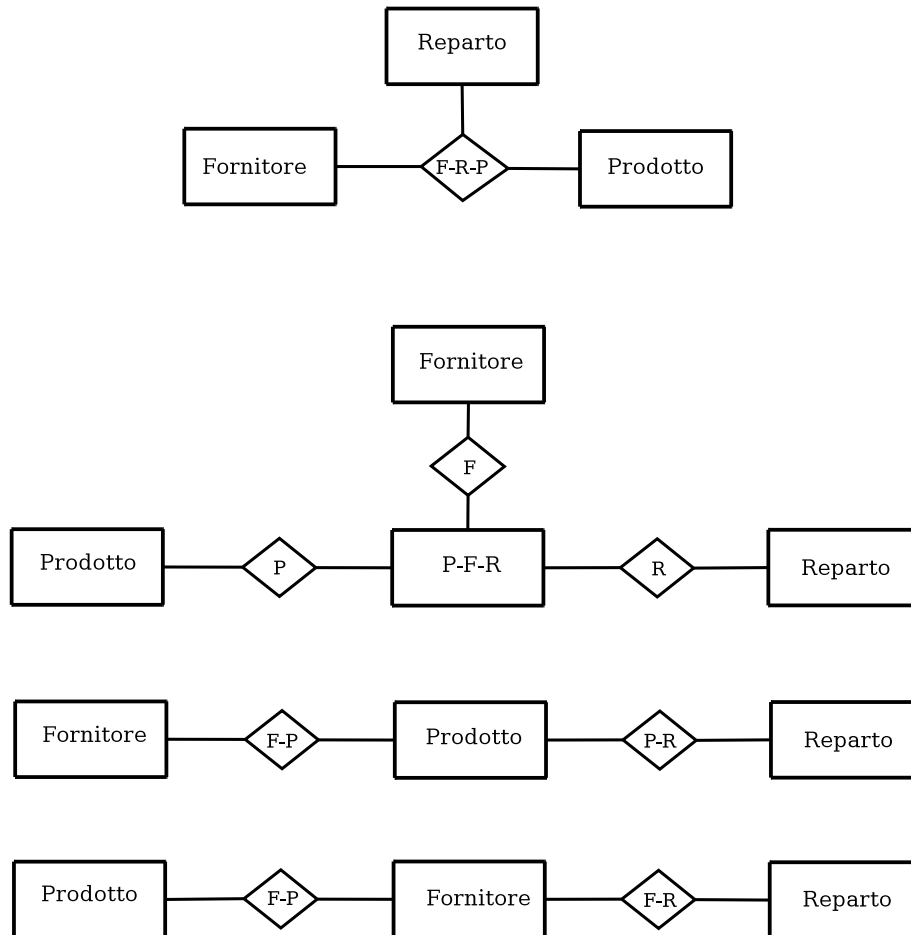 Reparto
Fornitore
F-R-P
Prodotto
Fornitore
F
Prodotto
P
P-F-R
R
Reparto
Fornitore
F-P
Prodotto
P-R
Reparto
Prodotto
F-P
Fornitore
F-R
Reparto